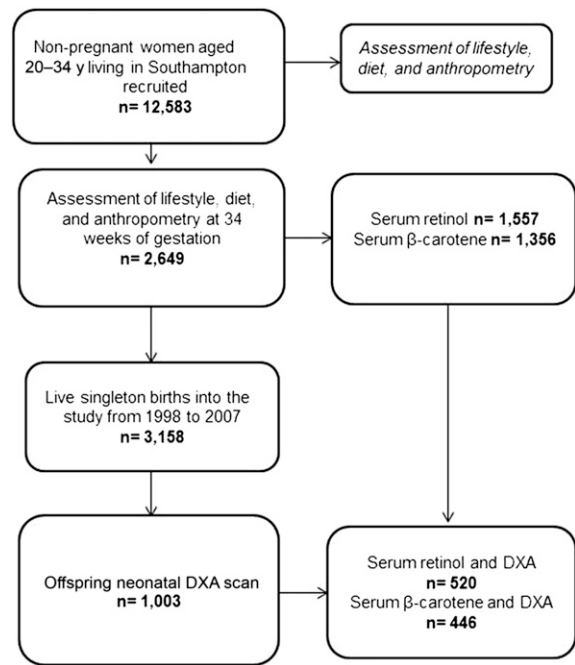 Non-pregnant women aged
20–34 y living in Southampton
recruited
n= 12,583
Assessment of lifestyle,
diet, and anthropometry
Assessment of lifestyle, diet,
and anthropometry at 34
weeks of gestation
n= 2,649
Serum retinol n= 1,557
Serum β-carotene n= 1,356
Live singleton births into the
study from 1998 to 2007
n= 3,158
Offspring neonatal DXA scan
n= 1,003
Serum retinol and DXA
n= 520
Serum β-carotene and DXA
n= 446